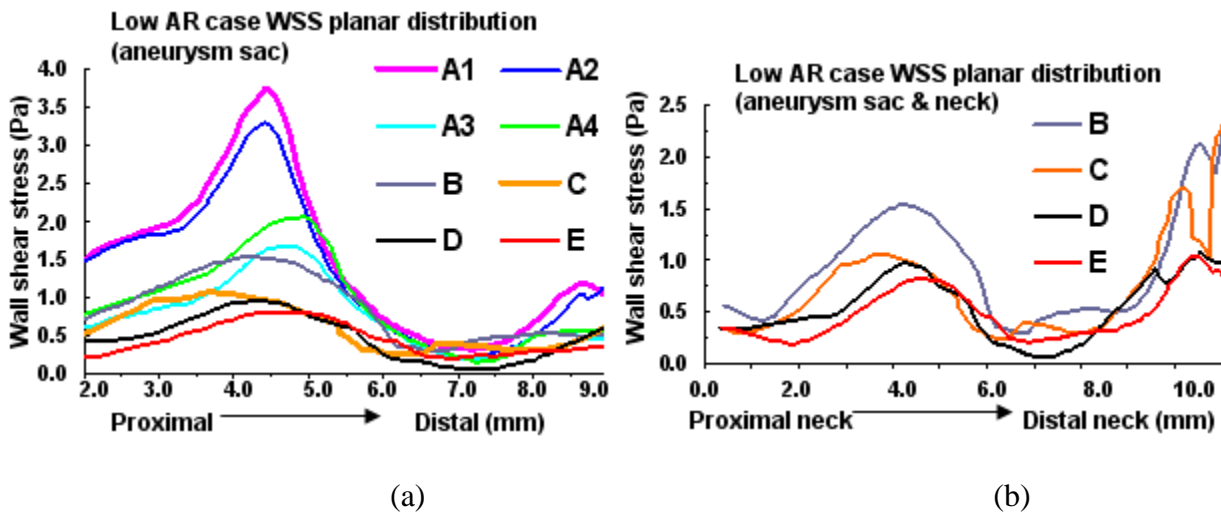 Low AR case WSS planar distribution
(aneurysm sac)
Wall shear stress (Pa)
4.0
3.5
3.0
2.5
2.0
1.5
1.0
0.5
0.0
A1 A2
A3 A4
B C
D E
2.0 3.0 4.0 5.0 6.0 7.0 8.0 9.0
Proximal Distal (mm)
(a)
Low AR case WSS planar distribution
(aneurysm sac & neck)
Wall shear stress (Pa)
2.5
2.0
1.5
1.0
0.5
0.0
B
C
D
E
0.0 2.0 4.0 6.0 8.0 10.0
Proximal neck Distal neck (mm)
(b)